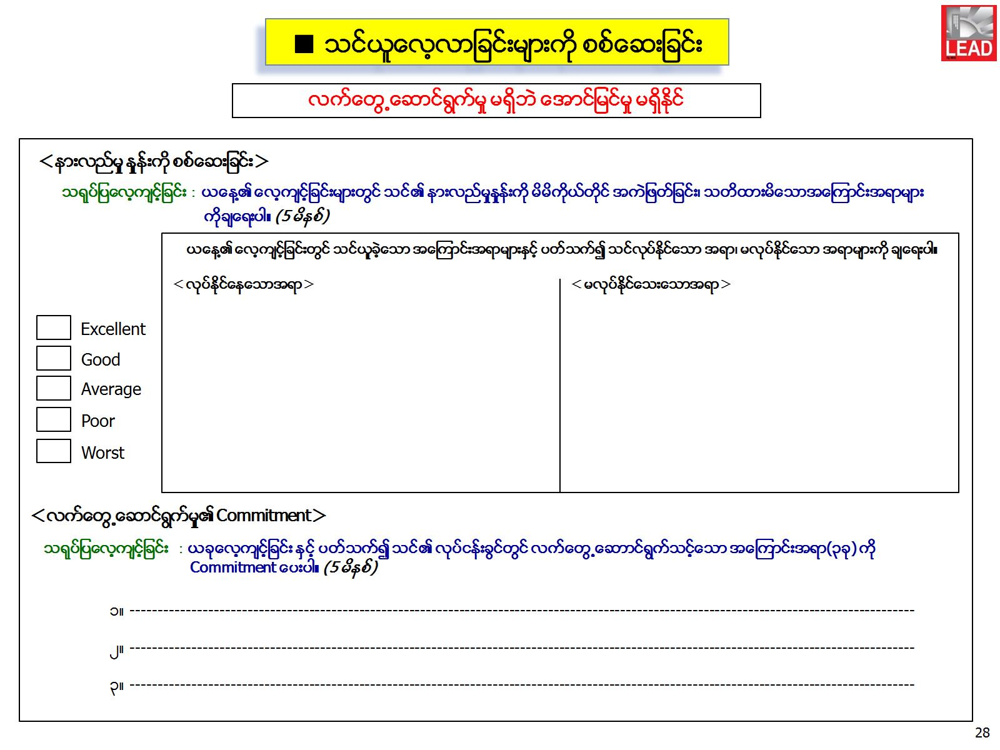 ■ သင်ယူလေ့လာခြင်းများကို စစ်ဆေးခြင်း
LEAD
လက်တွေ့ဆောင်ရွက်မှု မရှိဘဲ အောင်မြင်မှု မရှိနိုင်
<နားလည်မှုနှုန်းကို စစ်ဆေးခြင်း>
သရုပ်ပြလေ့ကျင့်ခြင်း : ယနေ့၏ လေ့ကျင့်ခြင်းများတွင် သင်၏ နားလည်မှုနှုန်းကို မိမိကိုယ်တိုင် အကဲဖြတ်ခြင်း၊ သတိထားမိသောအကြောင်းအရာများ
ကိုချရေးပါ။ (5မိနစ်)
ယနေ့၏ လေ့ကျင့်ခြင်းတွင် သင်ယူခဲ့သော အကြောင်းအရာများနှင့် ပတ်သက်၍ သင်လုပ်နိုင်သော အရာ၊ မလုပ်နိုင်သော အရာများကို ချရေးပါ။
<လုပ်နိုင်နေသောအရာ>
<မလုပ်နိုင်သေးသောအရာ>
Excellent
Good
Average
Poor
Worst
<လက်တွေ့ဆောင်ရွက်မှု၏ Commitment>
သရုပ်ပြလေ့ကျင့်ခြင်း : ယခုလေ့ကျင့်ခြင်း နှင့် ပတ်သက်၍ သင်၏ လုပ်ငန်းခွင်တွင် လက်တွေ့ဆောာင်ရွက်သင့်သော အကြောင်းအရာ(၃ခု) ကို
Commitment ပေးပါ။ (5မိနစ်)
၁။ ----------------------------------------
၂။ ----------------------------------------
၃။ ----------------------------------------
28